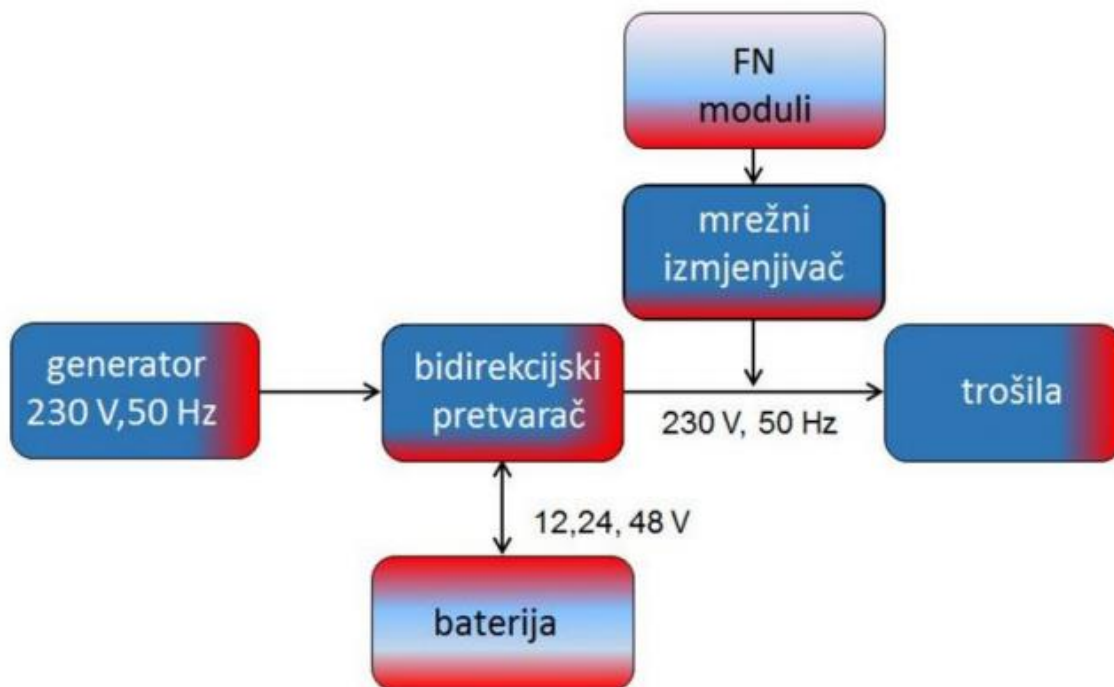 FN
moduli
mrežni
izmjenjivač
generator
230 V,50 Hz
bidirekcijski
pretvarač
230 V, 50 Hz
trošila
12,24, 48 V
baterija